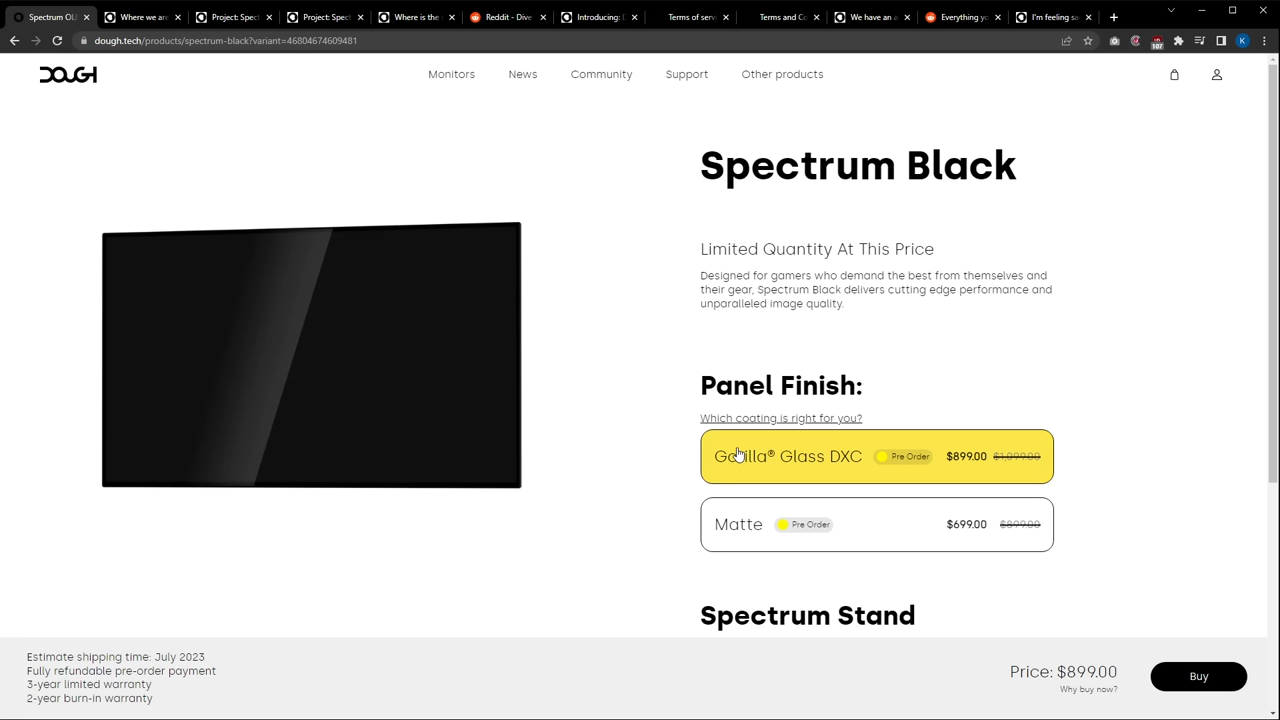 Spectrum OL
Where we are
Project: Spect
Project: Spect
Where is the
Reddit - Dive
Introducing: D
Terms of serv
Terms and Co
We have an a
Everything yo
I'm feeling sa
dough.tech/products/spectrum-black?variant=46804674609481
107
K
DOUGH
Monitors
News
Community
Support
Other products
Spectrum Black
Limited Quantity At This Price
Designed for gamers who demand the best from themselves and
their gear, Spectrum Black delivers cutting edge performance and
unparalleled image quality.
Panel Finish:
Which coating is right for you?
Gorilla® Glass DXC Pre Order $899.00 $1,099.00
Matte Pre Order $699.00 $899.00
Spectrum Stand
Estimate shipping time: July 2023
Fully refundable pre-order payment
3-year limited warranty
2-year burn-in warranty
Price: $899.00
Why buy now?
Buy